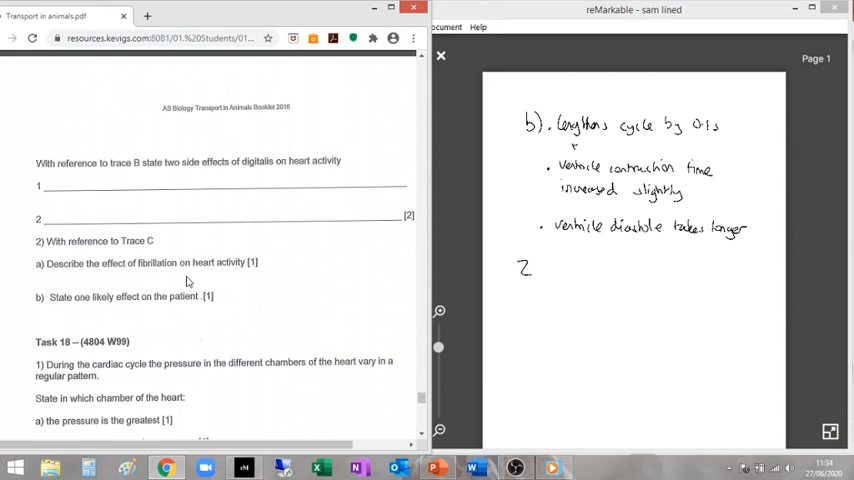 Transport in animals.pdf
resources.kevigs.com:8081/01.%20Students/01...
AS Biology Transport in Animals Booklet 2016
With reference to trace B state two side effects of digitalis on heart activity
1
2 [2]
2) With reference to Trace C
a) Describe the effect of fibrillation on heart activity [1]
b) State one likely effect on the patient .[1]
Task 18 – (4804 W99)
1) During the cardiac cycle the pressure in the different chambers of the heart vary in a
regular pattern.
State in which chamber of the heart:
a) the pressure is the greatest [1]
reMarkable - sam lined
ocument Help
Page 1
b) . lengthens cycle by 0.1s
. ventricle contraction time
increased slightly
. ventricle diastole takes longer
2
11:34
27/06/2020